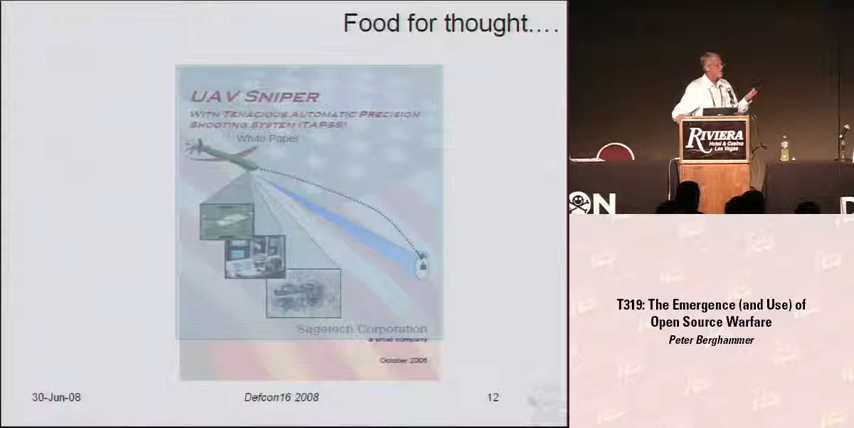 Food for thought....
UAV SNIPER
WITH TENACIOUS AUTOMATIC PRECISION
SHOOTING SYSTEM (TAPSS)
White Paper
Sagetech Corporation
a small company
October 2006
30-Jun-08
Defcon16 2008
12
RIVIERA
Hotel & Casino
Las Vegas
ON
D
T319: The Emergence (and Use) of
Open Source Warfare
Peter Berghammer